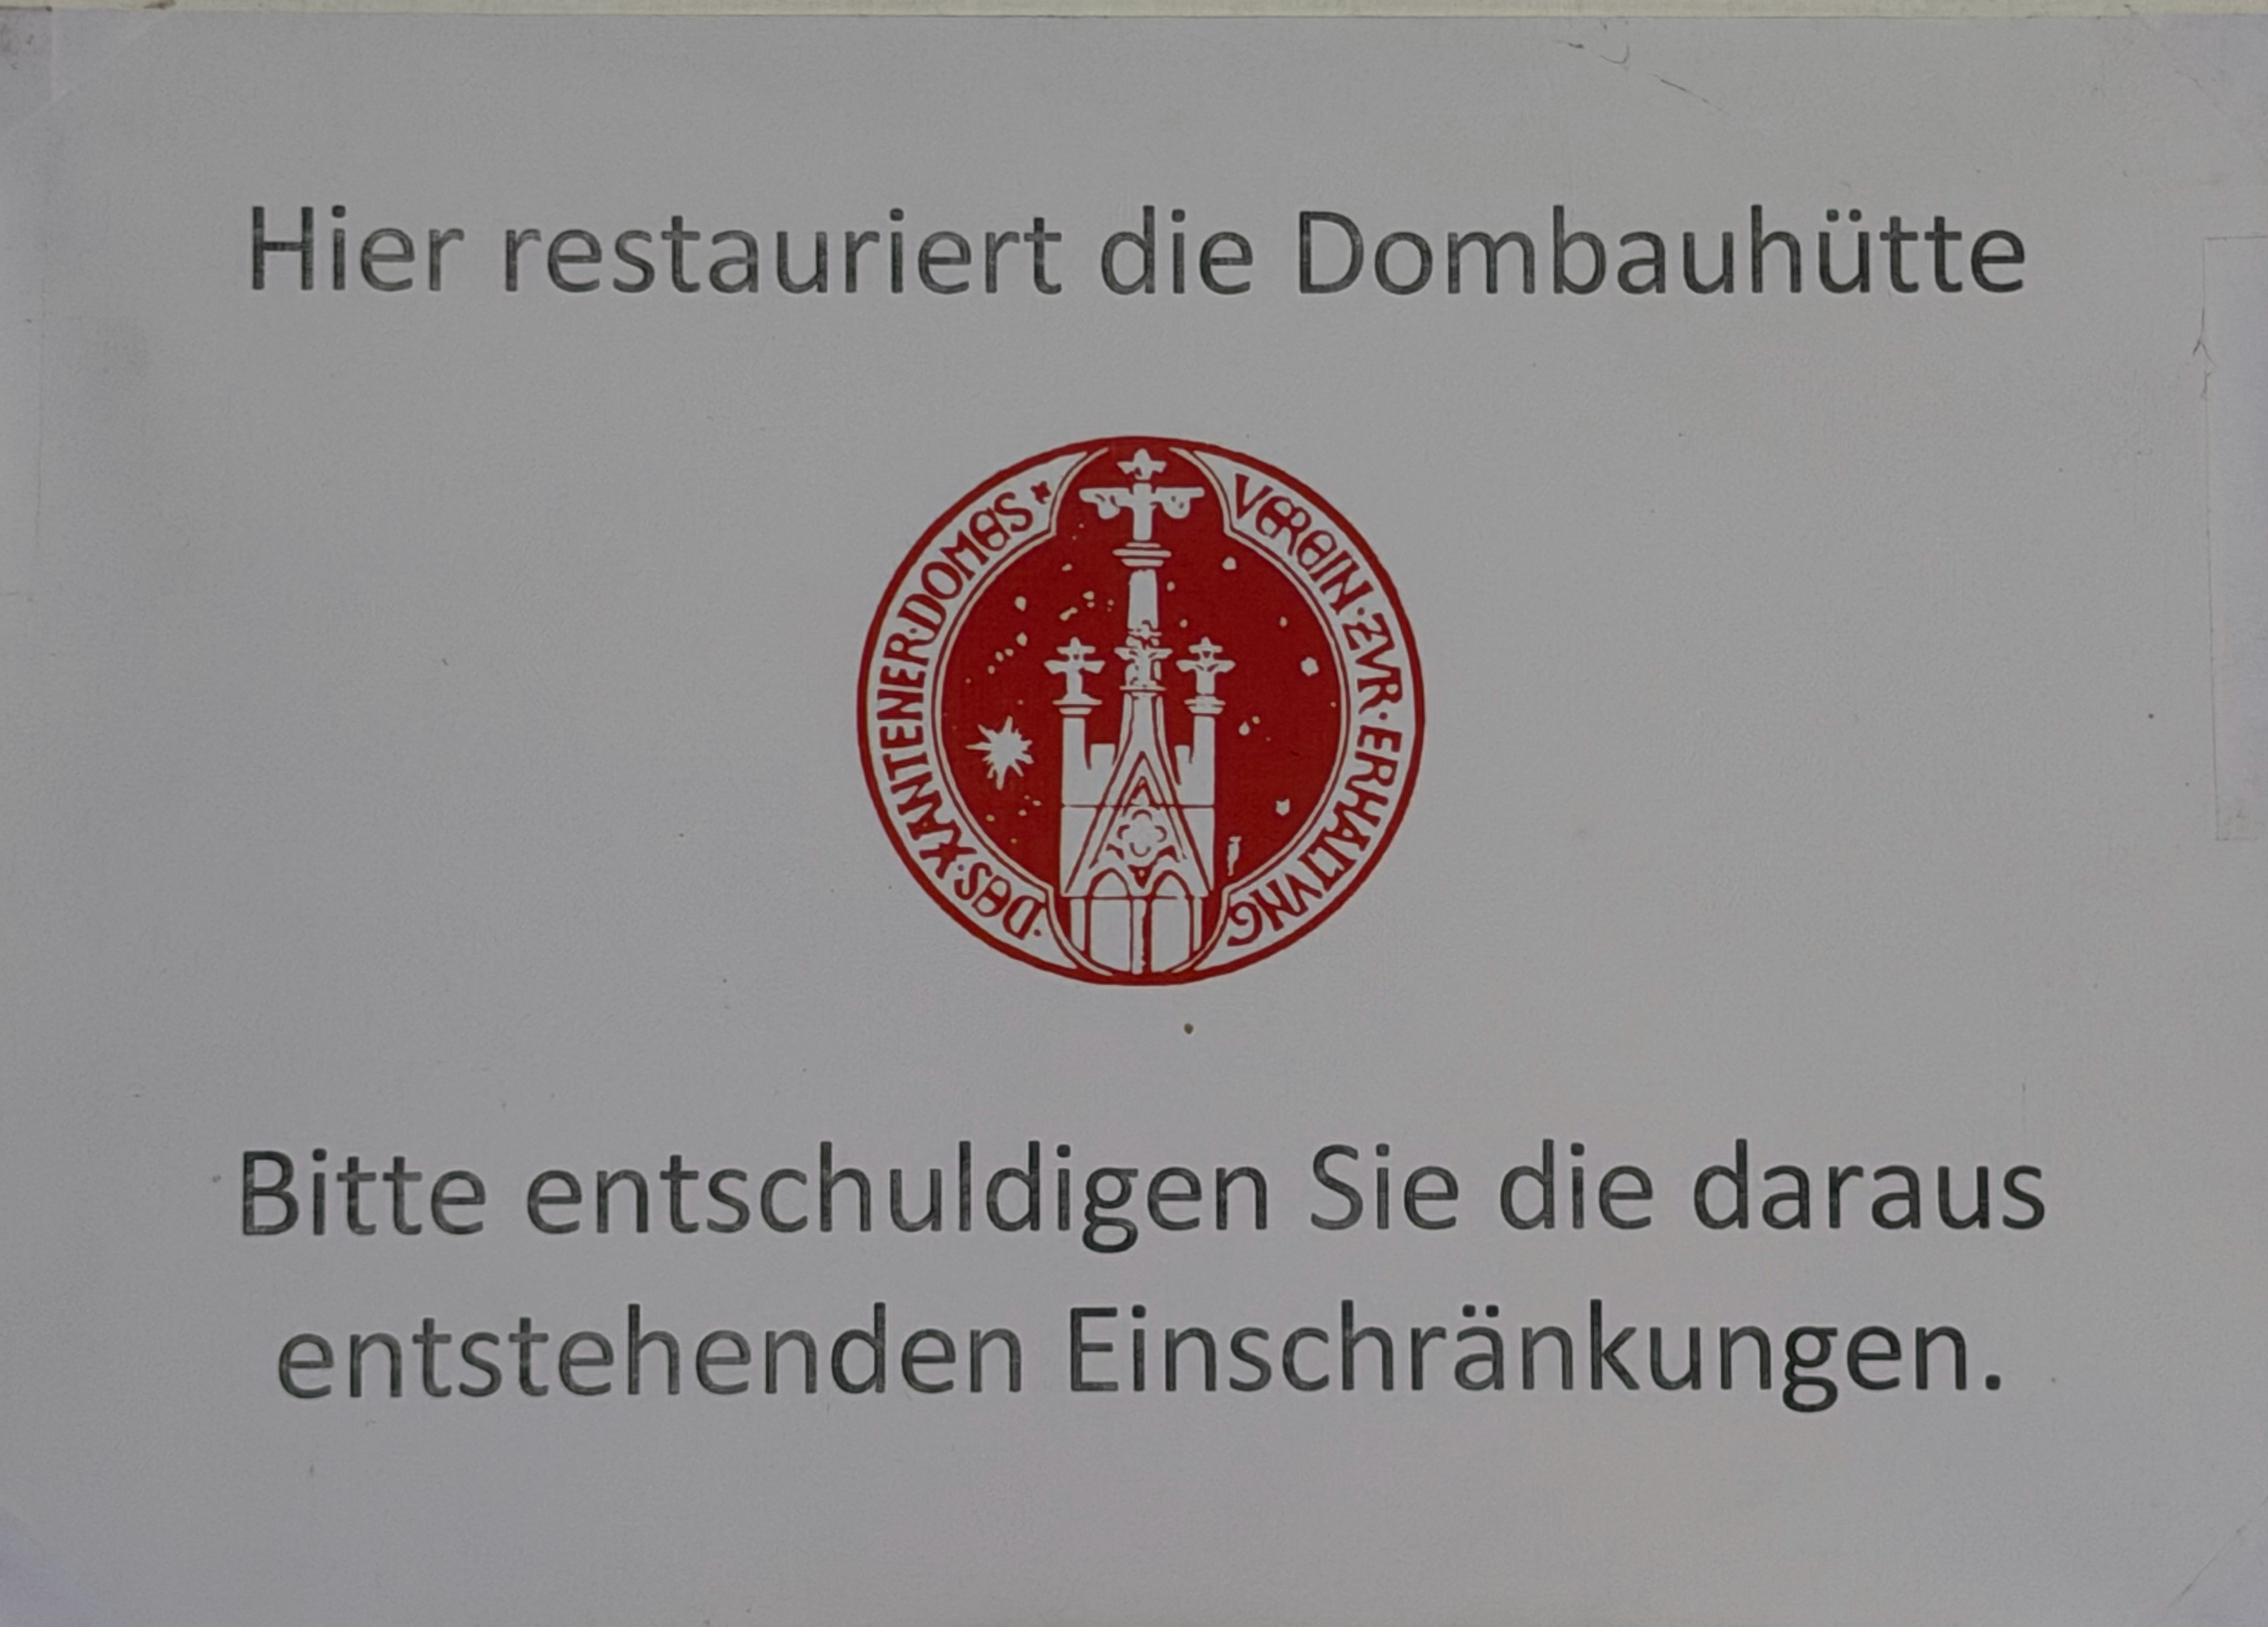 Hier restauriert die Dombauhütte
VEREIN·ZVR·ERHALTVNG
·DES·XANTENER·DOMES·
Bitte entschuldigen Sie die daraus
entstehenden Einschränkungen.